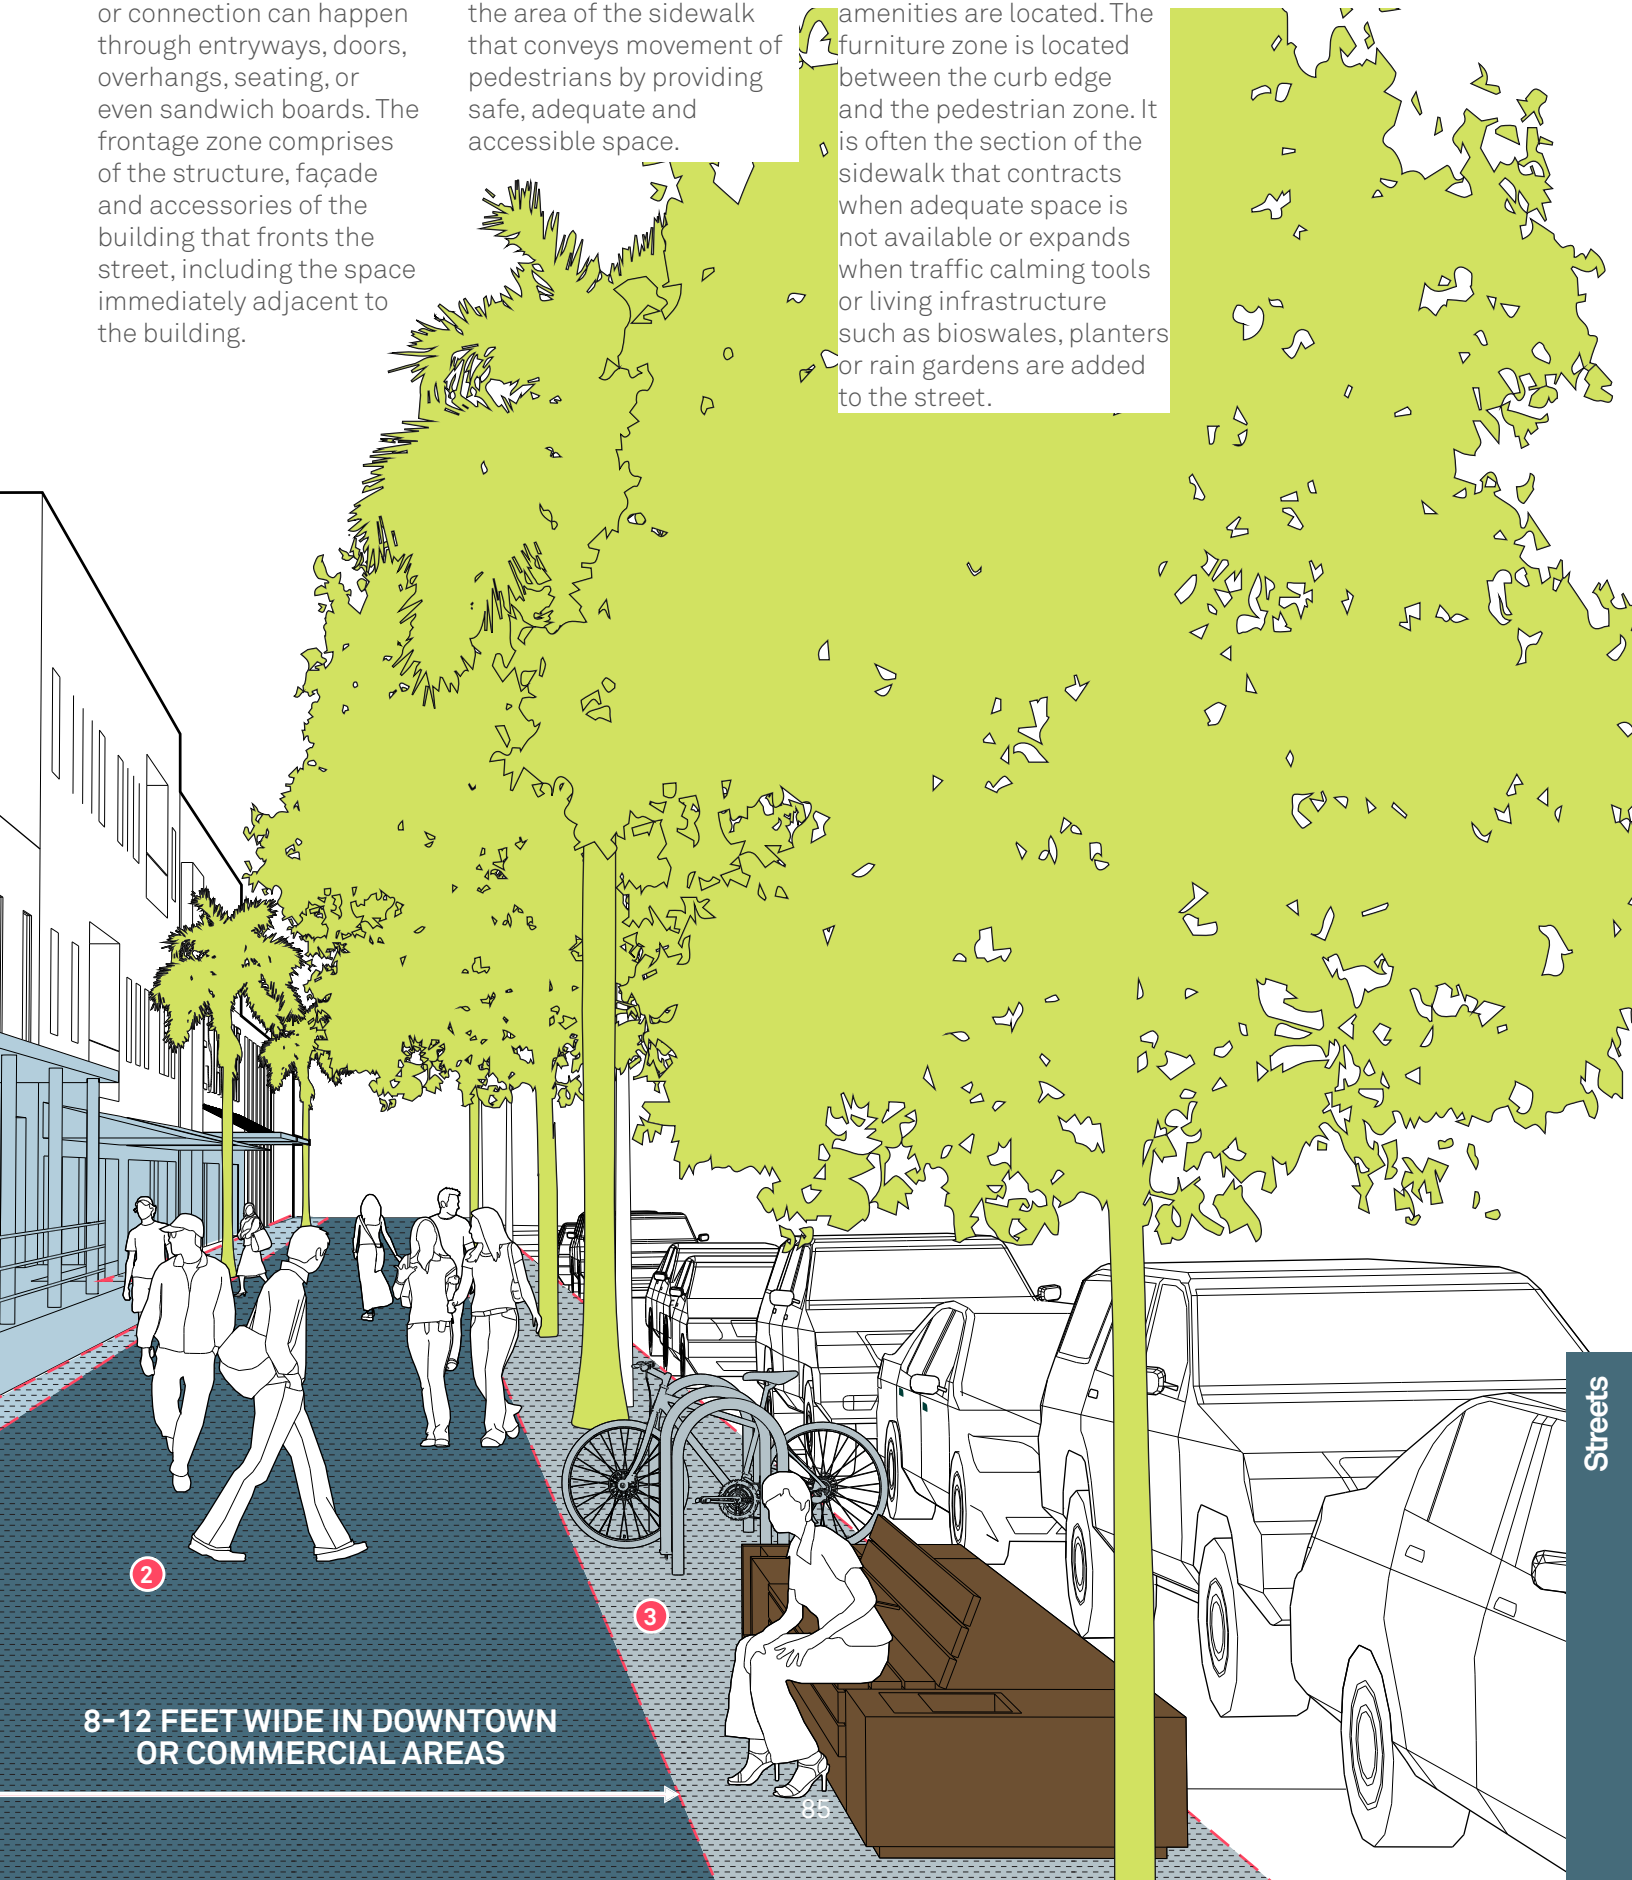 or connection can happen
through entryways, doors,
overhangs, seating, or
even sandwich boards. The
frontage zone comprises
of the structure, façade
and accessories of the
building that fronts the
street, including the space
immediately adjacent to
the building.
the area of the sidewalk
that conveys movement of
pedestrians by providing
safe, adequate and
accessible space.
amenities are located. The
furniture zone is located
between the curb edge
and the pedestrian zone. It
is often the section of the
sidewalk that contracts
when adequate space is
not available or expands
when traffic calming tools
or living infrastructure
such as bioswales, planters
or rain gardens are added
to the street.
2
3
8-12 FEET WIDE IN DOWNTOWN
OR COMMERCIAL AREAS
85
Streets